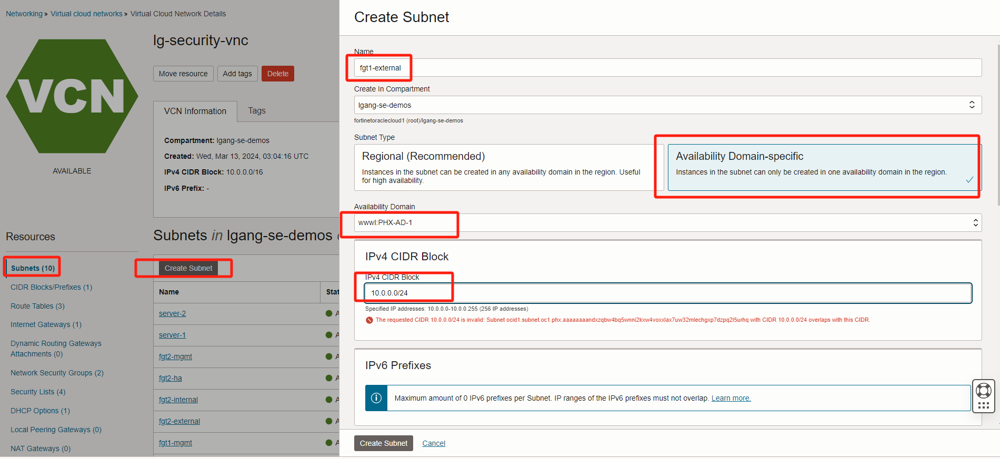 Networking » Virtual cloud networks » Virtual Cloud Network Details
VCN
AVAILABLE
lg-security-vnc
Move resource
Add tags
Delete
VCN Information
Tags
Compartment: lgang-se-demos
Created: Wed, Mar 13, 2024, 03:04:16 UTC
IPv4 CIDR Block: 10.0.0.0/16
IPv6 Prefix: -
Resources
Subnets (10)
CIDR Blocks/Prefixes (1)
Route Tables (3)
Internet Gateways (1)
Dynamic Routing Gateways
Attachments (0)
Network Security Groups (2)
Security Lists (4)
DHCP Options (1)
Local Peering Gateways (0)
NAT Gateways (0)
Subnets in lgang-se-demos
Create Subnet
Name
Stat
server-2
A
server-1
A
fgt2-mgmt
A
fgt2-ha
A
fgt2-internal
A
fgt2-external
A
fgt1-mgmt
A
Create Subnet
Name
fgt1-external
Create In Compartment
lgang-se-demos
fortinetoraclecloud1 (root)/lgang-se-demos
Subnet Type
Regional (Recommended)
Instances in the subnet can be created in any availability domain in the region. Useful
for high availability.
Availability Domain-specific
Instances in the subnet can only be created in one availability domain in the region.
Availability Domain
wwwl:PHX-AD-1
IPv4 CIDR Block
IPv4 CIDR Block
10.0.0.0/24
Specified IP addresses: 10.0.0.0-10.0.0.255 (256 IP addresses)
The requested CIDR 10.0.0.0/24 is invalid: Subnet ocid1.subnet.oc1.phx.aaaaaaaandxzqbw4bq5wnni2kxw4voxxlax7uw32mlechgxp7dzpq2l5urhq with CIDR 10.0.0.0/24 overlaps with this CIDR.
IPv6 Prefixes
Maximum amount of 0 IPv6 prefixes per Subnet. IP ranges of the IPv6 prefixes must not overlap. Learn more.
Create Subnet
Cancel